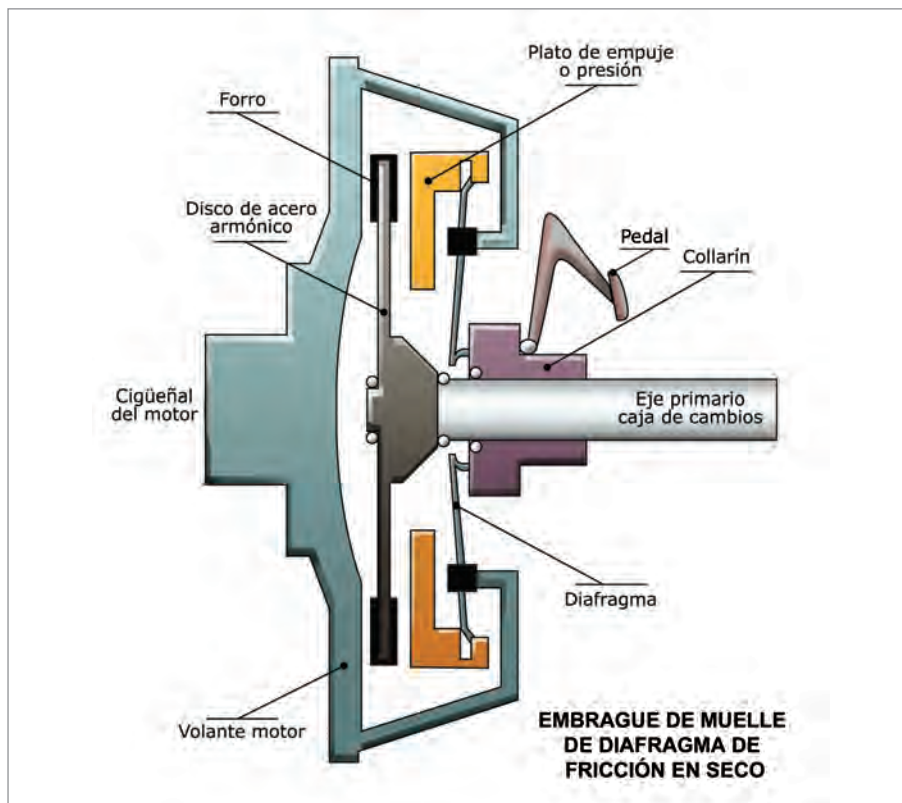 Plato de empuje
o presión
Forro
Disco de acero
armónico
Pedal
Collarín
Cigüeñal
del motor
Eje primario
caja de cambios
Diafragma
Volante motor
EMBRAGUE DE MUELLE
DE DIAFRAGMA DE
FRICCIÓN EN SECO